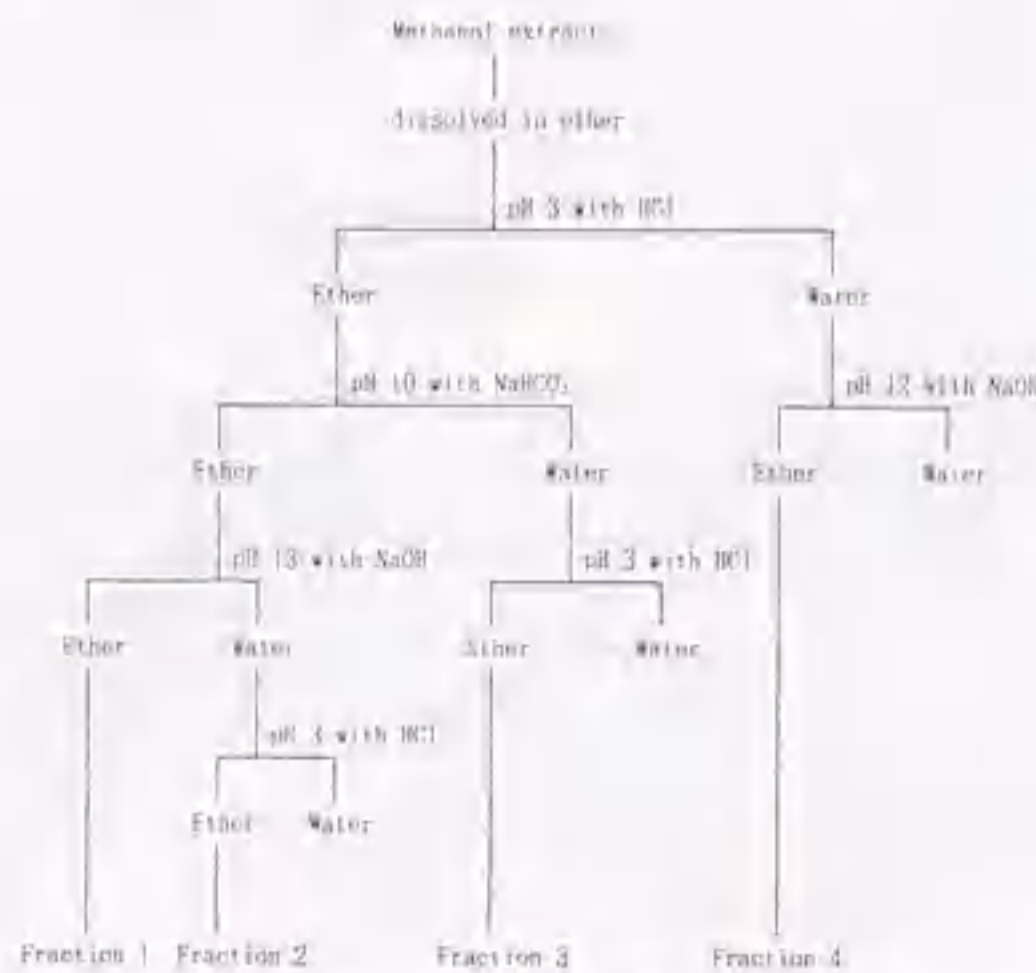 Methanol extract
dissolved in ether
pH 3 with HCl
Ether Water
pH 10 with NaHCO₃ pH 12 with NaOH
Ether Water Ether Water
pH 13 with NaOH pH 3 with HCl
Ether Water Ether Water
pH 3 with HCl
Ether Water
Fraction 1 Fraction 2 Fraction 3 Fraction 4